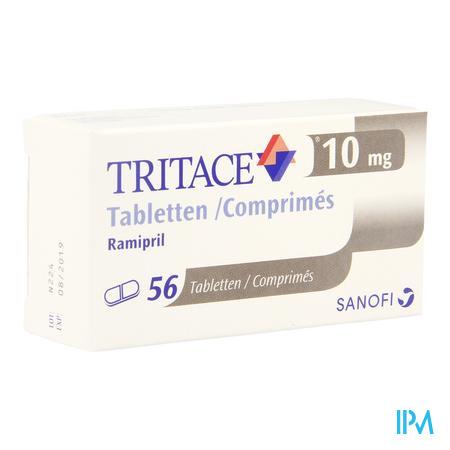 TRITACE® 10 mg
Tabletten /Comprimés
Ramipril
56 Tabletten / Comprimés
SANOFI
LOT:
N224
EXP:
08/2019
IPM